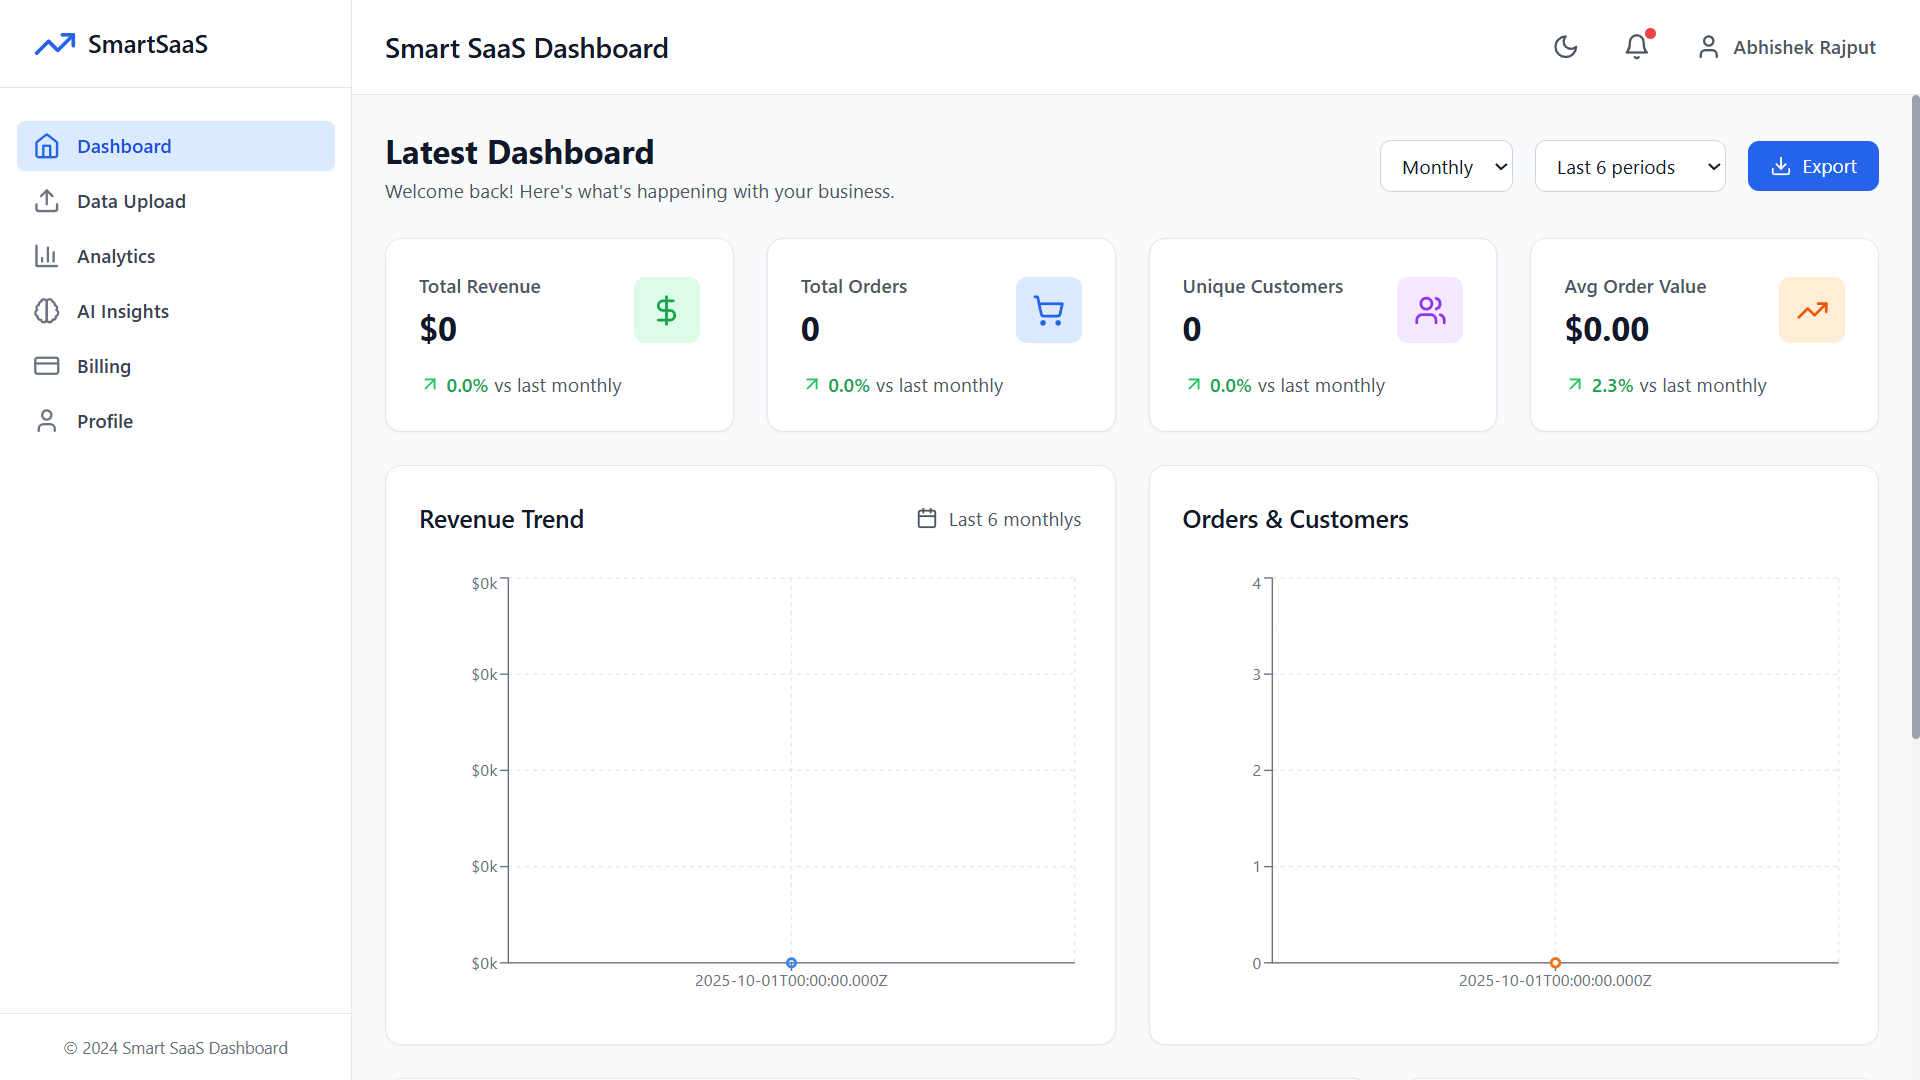 SmartSaaS
Smart SaaS Dashboard
Abhishek Rajput
Dashboard
Data Upload
Analytics
AI Insights
Billing
Profile
© 2024 Smart SaaS Dashboard
Latest Dashboard
Welcome back! Here's what's happening with your business.
Monthly
Last 6 periods
Export
Total Revenue
$0
0.0% vs last monthly
Total Orders
0
0.0% vs last monthly
Unique Customers
0
0.0% vs last monthly
Avg Order Value
$0.00
2.3% vs last monthly
Revenue Trend
Last 6 monthlys
$0k
$0k
$0k
$0k
$0k
2025-10-01T00:00:00.000Z
Orders & Customers
4
3
2
1
0
2025-10-01T00:00:00.000Z